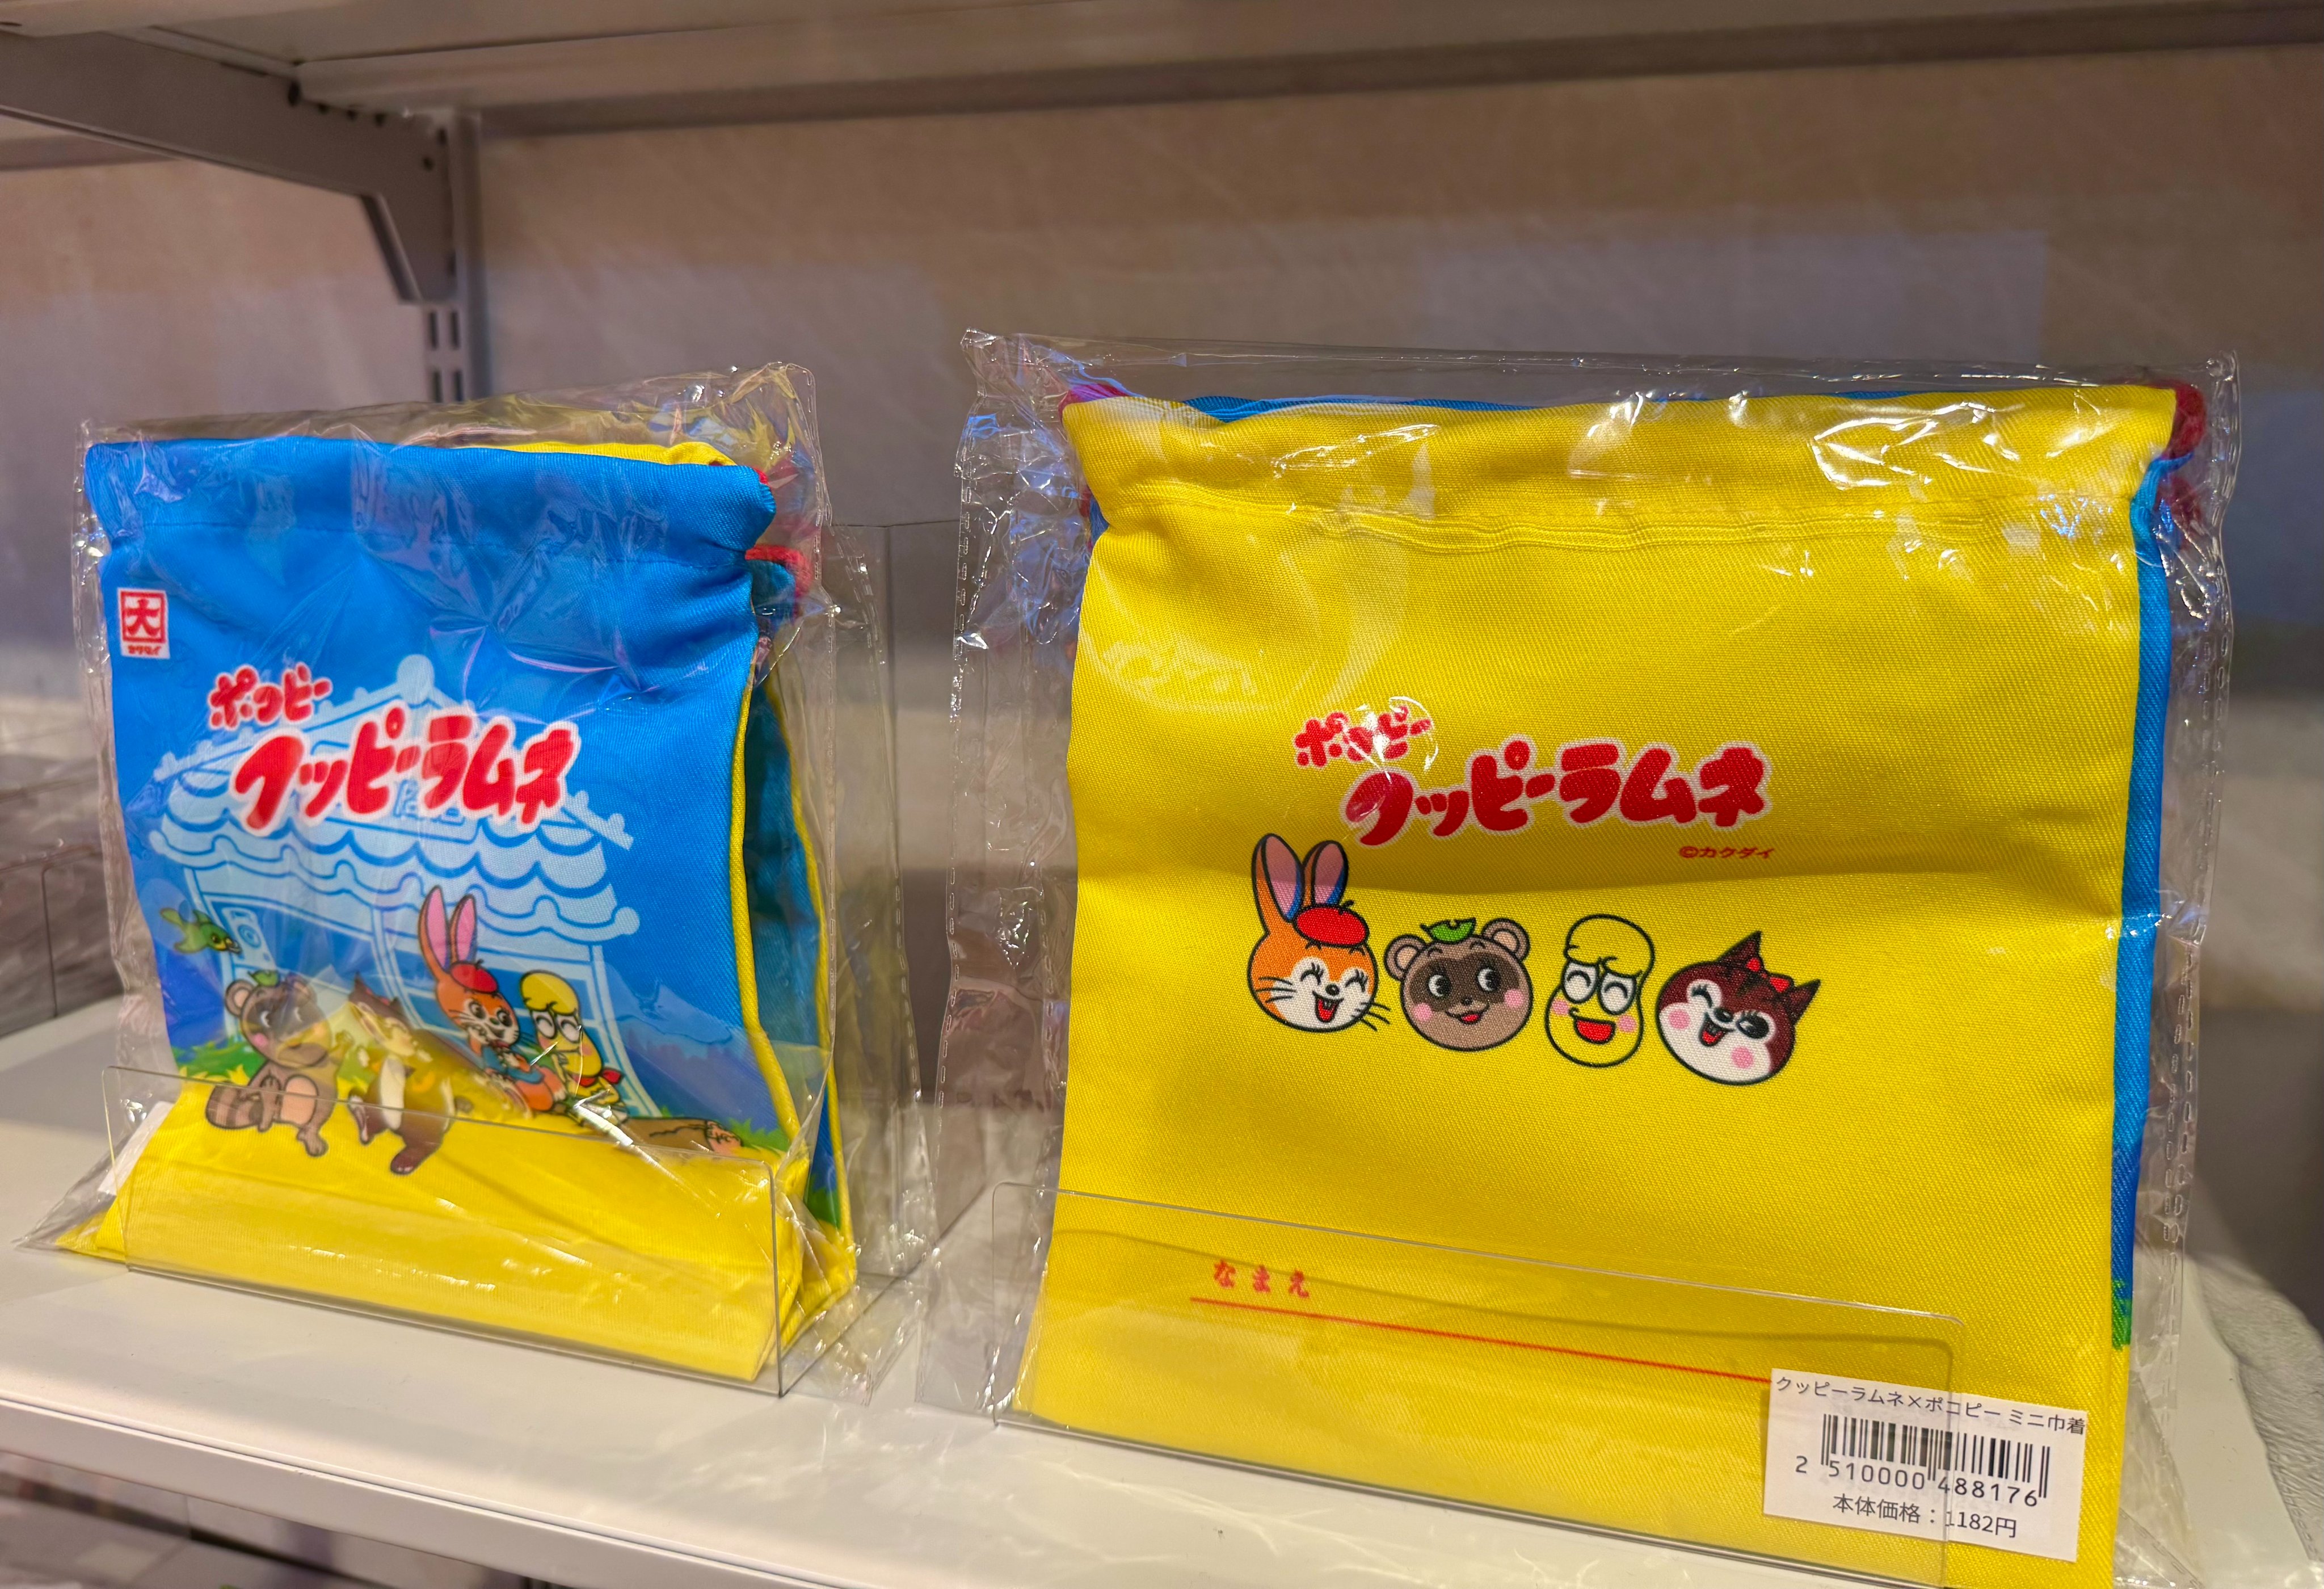 大
カクダイ
ポコピー
クッピーラムネ
ポコピー
クッピーラムネ
©カクダイ
なまえ
クッピーラムネ×ポコピー ミニ巾着
2 510000 488176
本体価格：1182円